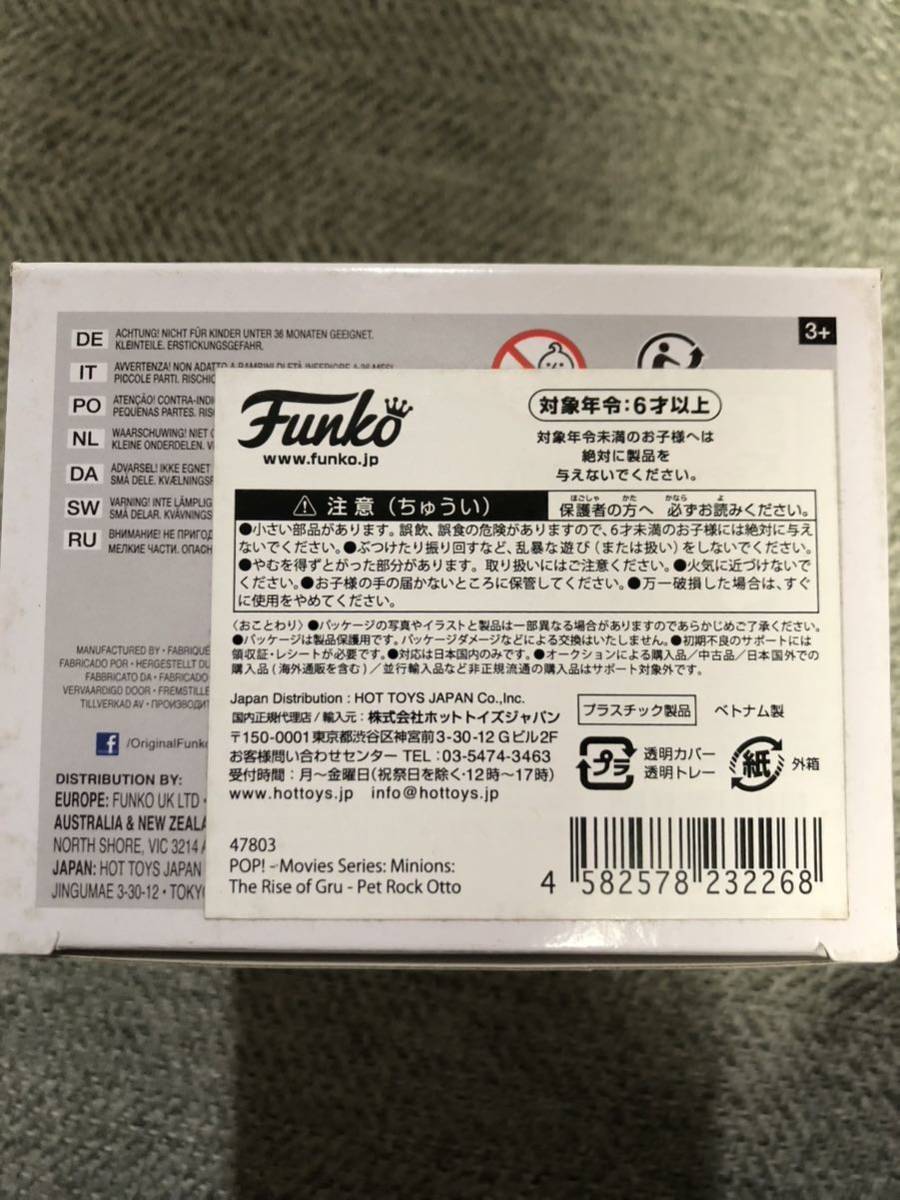 DE ACHTUNG! NICHT FÜR KINDER UNTER 36 MONATEN GEEIGNET.
KLEINTEILE. ERSTICKUNGSGEFAHR.
3+
IT AVVERTENZA! NON ADATTO A BAMBINI DI ETÀ INFERIORE A 36 MESI
PICCOLE PARTI.
PO ATENÇÃO!
PEQUENAS PARTES.
NL WAARSCHUWING! NIET
KLEINE ONDERDELEN.
DA ADVARSEL! IKKE EGNET
SMÅ DELE.
SW VARNING! INTE LÄMPLIG
SMÅ DELAR.
RU ВНИМАНИЕ! НЕ
МЕЛКИЕ ЧАСТИ.
MANUFACTURED BY •
FABRICADO POR • HERGESTELLT
FABBRICATO DA • FABRICADO
VERVAARDIGD DOOR •
TILLVERKAD AV •
/OriginalFunko
DISTRIBUTION BY:
EUROPE: FUNKO UK LTD •
AUSTRALIA & NEW
NORTH SHORE, VIC 3214
JAPAN: HOT TOYS JAPAN
JINGUMAE 3-30-12 •
Funko
www.funko.jp
対象年令:6才以上
対象年令未満のお子様へは
絶対に製品を
与えないでください。
注意(ちゅうい)
ほごしゃ かた かなら よ
保護者の方へ 必ずお読みください。
●小さい部品があります。誤飲、誤食の危険がありますので、6才未満のお子様には絶対に与え
ないでください。●ぶつけたり振り回すなど、乱暴な遊び(または扱い)をしないでください。
●やむを得ずとがった部分があります。取り扱いにはご注意ください。●火気に近づけないで
ください。●お子様の手の届かないところに保管してください。●万一破損した場合は、すぐ
に使用をやめてください。
〈おことわり〉●パッケージの写真やイラストと製品は一部異なる場合がありますのであらかじめご了承ください。
●パッケージは製品保護用です。パッケージダメージなどによる交換はいたしません。●初期不良のサポートには
領収証・レシートが必要です。●対応は日本国内のみです。●オークションによる購入品/中古品/日本国外での
購入品(海外通販を含む)/並行輸入品など非正規流通の購入品はサポート対象外です。
Japan Distribution : HOT TOYS JAPAN Co.,Inc.
国内正規代理店/輸入元:株式会社ホットトイズジャパン
〒150-0001 東京都渋谷区神宮前3-30-12 Gビル2F
お客様問い合わせセンター TEL:03-5474-3463
受付時間:月〜金曜日(祝祭日を除く・12時〜17時)
www.hottoys.jp info@hottoys.jp
プラスチック製品 ベトナム製
プラ 透明カバー
透明トレー
紙 外箱
47803
POP! - Movies Series: Minions:
The Rise of Gru - Pet Rock Otto
4 582578 232268